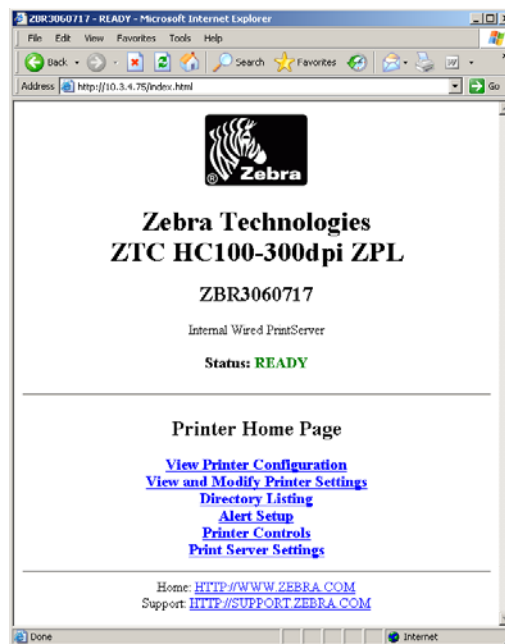 ZBR3060717 - READY - Microsoft Internet Explorer
File Edit View Favorites Tools Help
Back Search Favorites
Address http://10.3.4.75/index.html Go
® Zebra
Zebra Technologies
ZTC HC100-300dpi ZPL
ZBR3060717
Internal Wired PrintServer
Status: READY
Printer Home Page
View Printer Configuration
View and Modify Printer Settings
Directory Listing
Alert Setup
Printer Controls
Print Server Settings
Home: HTTP://WWW.ZEBRA.COM
Support: HTTP://SUPPORT.ZEBRA.COM
Done Internet